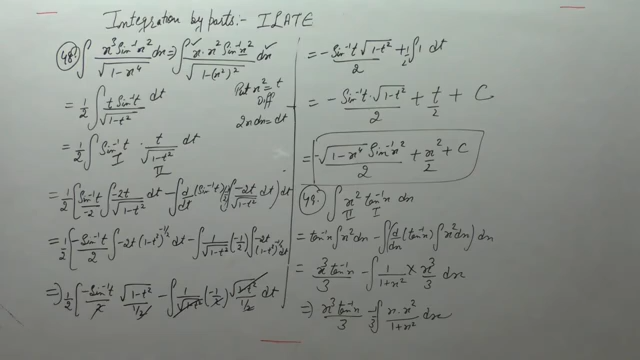 Integration by parts:- ILATE
48) ∫ x³ Sin⁻¹x² / √(1-x⁴) dx => ∫ x·x² Sin⁻¹x² / √(1-(x²)²) dx
Put x² = t
Diff
2x dx = dt
= 1/2 ∫ t Sin⁻¹t / √(1-t²) dt
= 1/2 ∫ Sin⁻¹t · t/√(1-t²) dt
I II
= 1/2 [ Sin⁻¹t/-2 ∫ -2t/√(1-t²) dt - ∫ (d/dt (Sin⁻¹t) ∫ -2t/√(1-t²) dt) dt
= 1/2 [ -Sin⁻¹t/2 ∫ -2t(1-t²)^(-1/2) dt - ∫ 1/√(1-t²) (-1/2) ∫ -2t (1-t²)^(-1/2) dt
=> 1/2 [ -Sin⁻¹t/2 √(1-t²)/(1/2) - ∫ 1/√(1-t²) (-1/2) √(1-t²)/(1/2) dt
= -Sin⁻¹t √(1-t²)/2 + 1/2 ∫ 1 dt
= -Sin⁻¹t · √(1-t²)/2 + t/2 + C
= -√(1-x⁴) Sin⁻¹x²/2 + x²/2 + C
49) ∫ x² tan⁻¹x dx
II I
= tan⁻¹x ∫ x² dx - ∫ (d/dx (tan⁻¹x) ∫ x² dx) dx
= x³ tan⁻¹x/3 - ∫ 1/(1+x²) × x³/3 dx
=> x³ tan⁻¹x/3 - 1/3 ∫ x·x²/(1+x²) dx